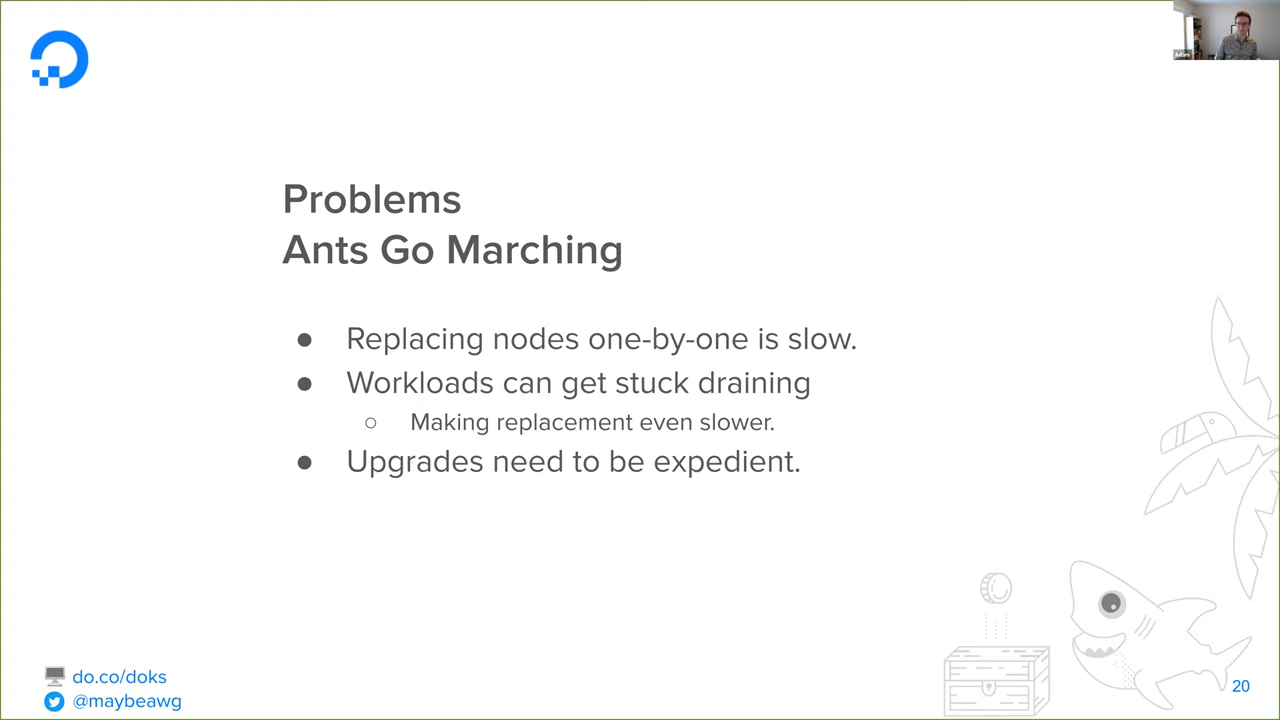 Adam
Problems
Ants Go Marching
● Replacing nodes one-by-one is slow.
● Workloads can get stuck draining
○ Making replacement even slower.
● Upgrades need to be expedient.
do.co/doks
@maybeawg
20